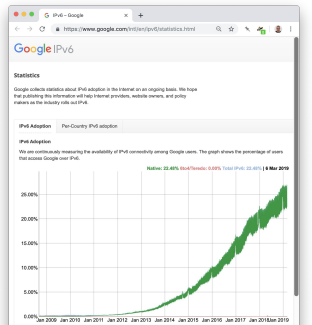 G IPv6 – Google
https://www.google.com/intl/en/ipv6/statistics.html
Google IPv6
Statistics
Google collects statistics about IPv6 adoption in the Internet on an ongoing basis. We hope
that publishing this information will help Internet providers, website owners, and policy
makers as the industry rolls out IPv6.
IPv6 Adoption Per-Country IPv6 adoption
IPv6 Adoption
We are continuously measuring the availability of IPv6 connectivity among Google users. The graph shows the percentage of users
that access Google over IPv6.
Native: 22.48% 6to4/Teredo: 0.00% Total IPv6: 22.48% | 6 Mar 2019
25.00%
20.00%
15.00%
10.00%
5.00%
0.00%
Jan 2009 Jan 2010 Jan 2011 Jan 2012 Jan 2013 Jan 2014 Jan 2015 Jan 2016 Jan 2017 Jan 2018 Jan 2019